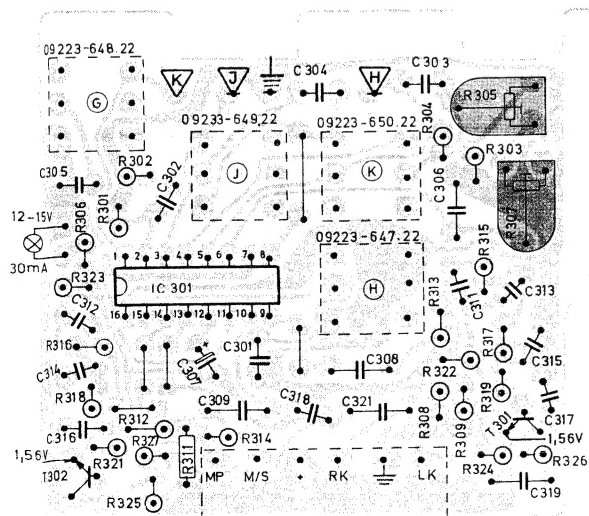 09223-648.22
G
K
J
H
C304
C303
R305
R304
09233-649,22
09223-650.22
J
K
R303
R302
C302
C305
R301
C306
R307
12-15V
R306
30mA
09223-647.22
H
R315
1 2 3 4 5 6 7 8
IC 301
16 15 14 13 12 11 10 9
R323
C312
R313
C311
C313
R316
C301
+
C307
C308
R317
C315
C314
R322
R318
C309
C318
C321
R308
R309
R319
T301
C317
1,56V
C316
R312
R327
R311
R314
1,56V
R321
T302
R325
MP M/S + RK LK
R324
R326
C319